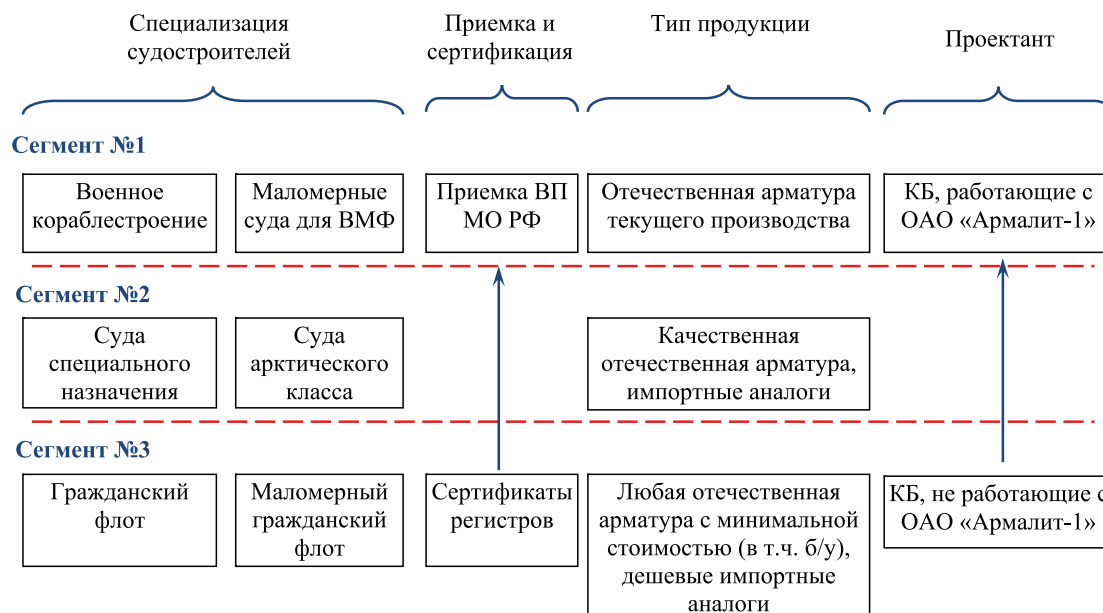 Специализация
судостроителей
Приемка и
сертификация
Тип продукции
Проектант
Сегмент №1
Военное
кораблестроение
Маломерные
суда для ВМФ
Приемка ВП
МО РФ
Отечественная арматура
текущего производства
КБ, работающие с
ОАО «Армалит-1»
Сегмент №2
Суда
специального
назначения
Суда
арктического
класса
Качественная
отечественная арматура,
импортные аналоги
Сегмент №3
Гражданский
флот
Маломерный
гражданский
флот
Сертификаты
регистров
Любая отечественная
арматура с минимальной
стоимостью (в т.ч. б/у),
дешевые импортные
аналоги
КБ, не работающие с
ОАО «Армалит-1»